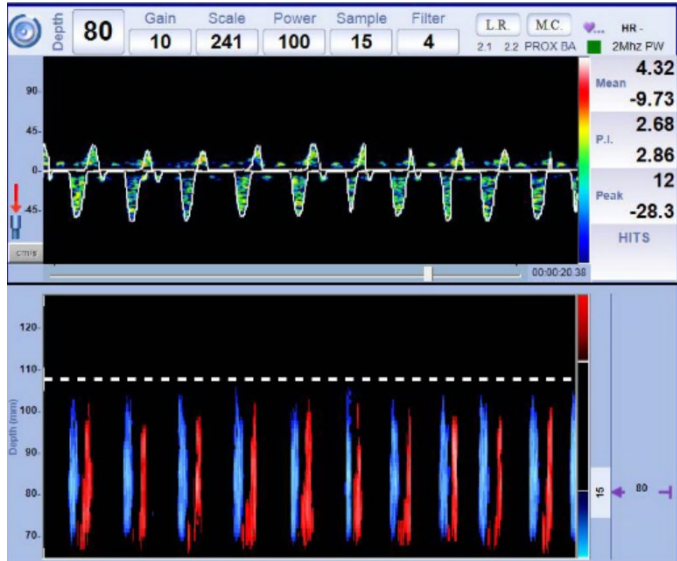 Depth 80 Gain Scale Power Sample Filter
10 241 100 15 4
L.R. M.C. HR -
2.1 2.2 PROX BA 2Mhz PW
90-
45-
0-
-45-
cm/s
Mean 4.32
-9.73
P.I. 2.68
2.86
Peak 12
-28.3
HITS
00:00:20.38
Depth (mm)
120-
110-
100-
90-
80-
70-
15
80